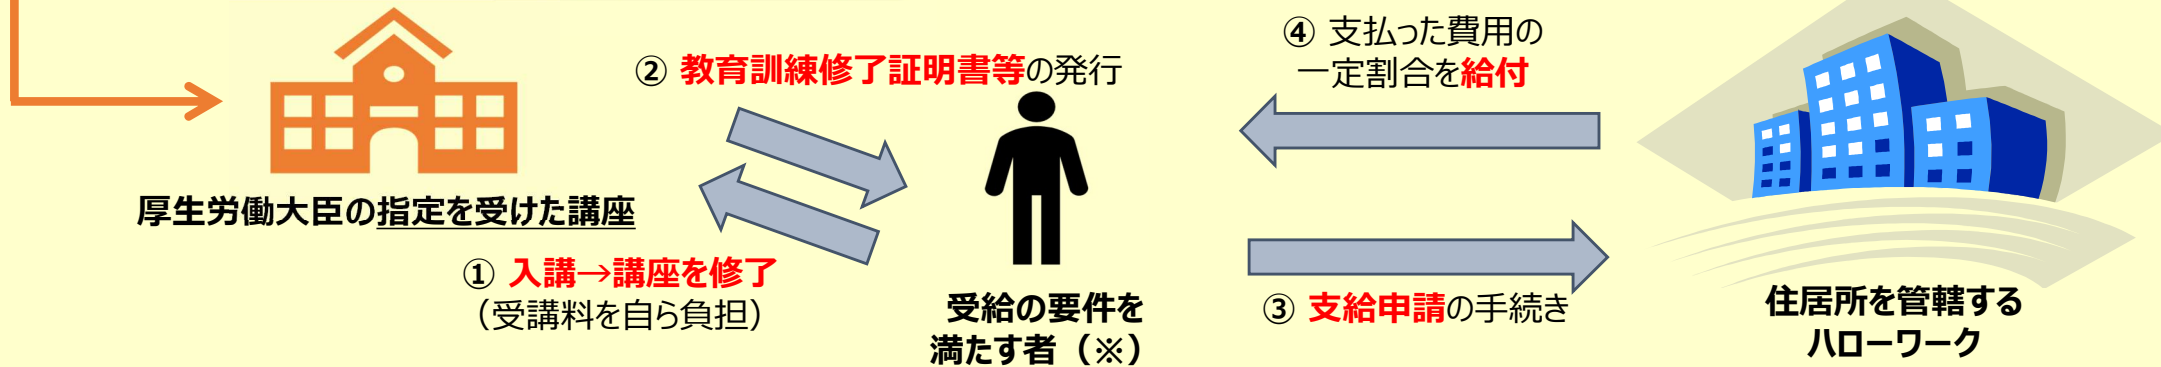 ② 教育訓練修了証明書等の発行
厚生労働大臣の指定を受けた講座
① 入講→講座を修了
（受講料を自ら負担）
受給の要件を
満たす者（※）
④ 支払った費用の
一定割合を給付
③ 支給申請の手続き
住居所を管轄する
ハローワーク